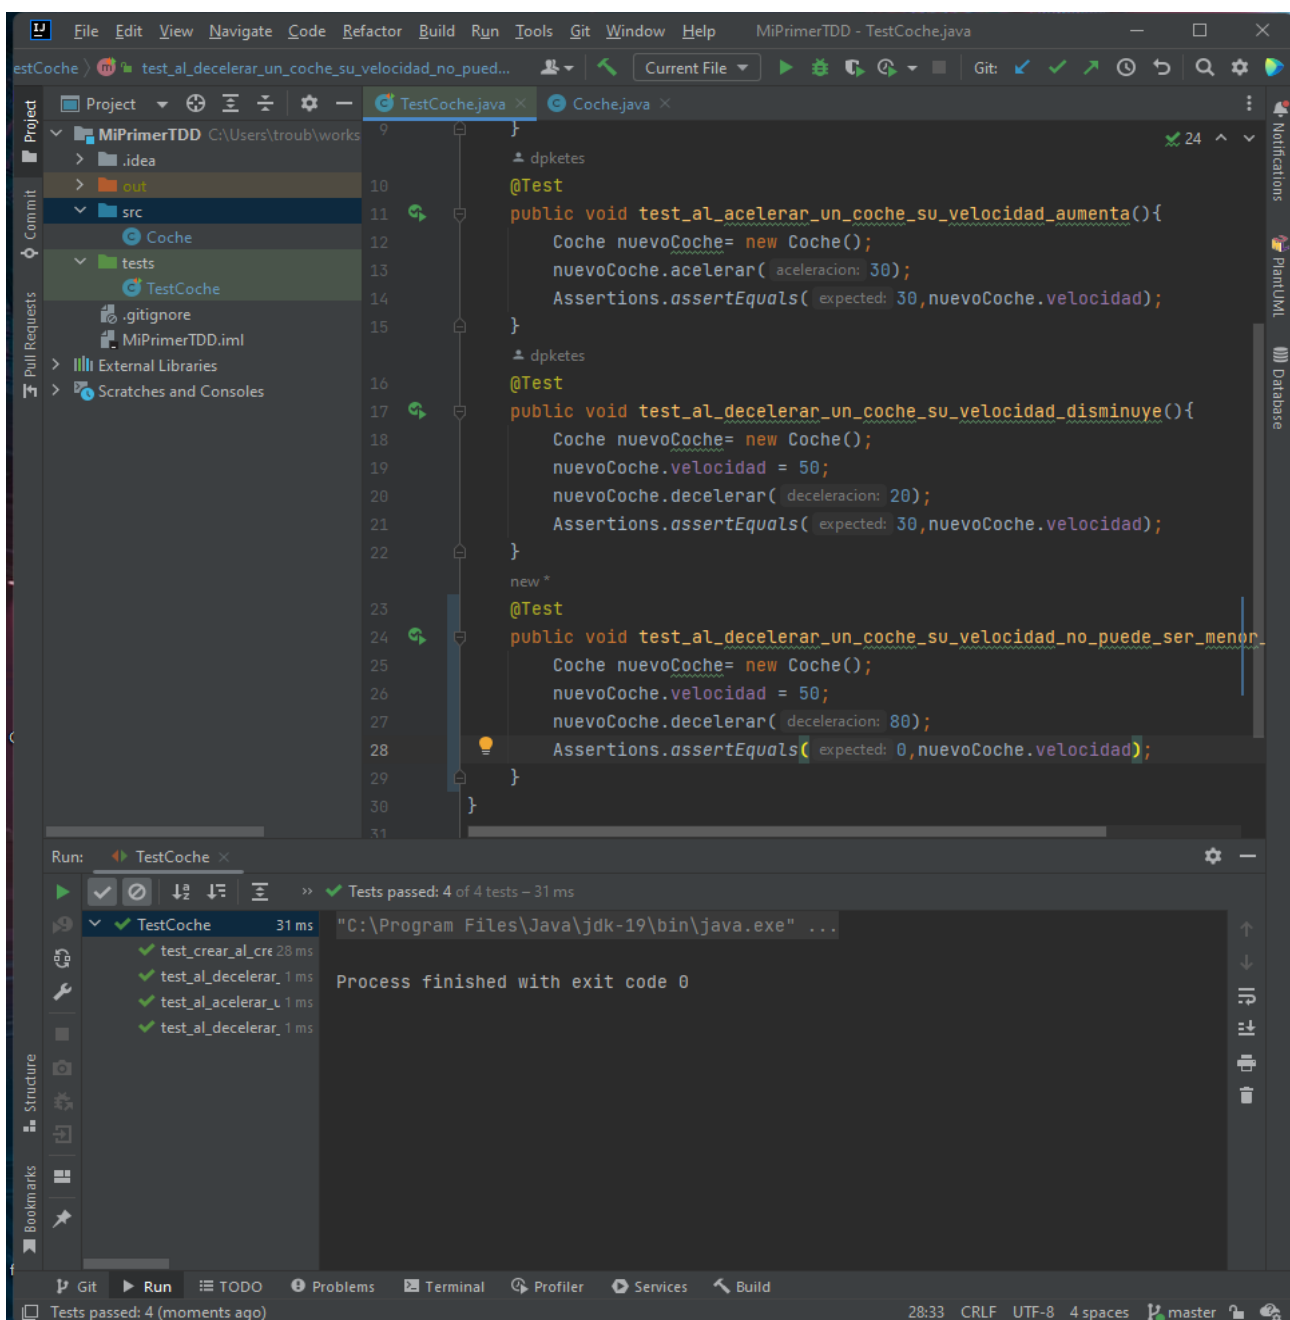 File Edit View Navigate Code Refactor Build Run Tools Git Window Help MiPrimerTDD - TestCoche.java
estCoche test_al_decelerar_un_coche_su_velocidad_no_pued... Current File Git:
Project
TestCoche.java
Coche.java
MiPrimerTDD C:\Users\troub\works
.idea
out
src
Coche
tests
TestCoche
.gitignore
MiPrimerTDD.iml
External Libraries
Scratches and Consoles
Project
Commit
Pull Requests
Structure
Bookmarks
Notifications
PlantUML
Database
24
9 }
dpketes
10 @Test
11 public void test_al_acelerar_un_coche_su_velocidad_aumenta(){
12 Coche nuevoCoche= new Coche();
13 nuevoCoche.acelerar( aceleracion: 30);
14 Assertions.assertEquals( expected: 30,nuevoCoche.velocidad);
15 }
dpketes
16 @Test
17 public void test_al_decelerar_un_coche_su_velocidad_disminuye(){
18 Coche nuevoCoche= new Coche();
19 nuevoCoche.velocidad = 50;
20 nuevoCoche.decelerar( deceleracion: 20);
21 Assertions.assertEquals( expected: 30,nuevoCoche.velocidad);
22 }
new *
23 @Test
24 public void test_al_decelerar_un_coche_su_velocidad_no_puede_ser_menor_
25 Coche nuevoCoche= new Coche();
26 nuevoCoche.velocidad = 50;
27 nuevoCoche.decelerar( deceleracion: 80);
28 Assertions.assertEquals( expected: 0,nuevoCoche.velocidad);
29 }
30 }
31
Run: TestCoche
Tests passed: 4 of 4 tests – 31 ms
TestCoche 31 ms
test_crear_al_cre 28 ms
test_al_decelerar_ 1 ms
test_al_acelerar_u 1 ms
test_al_decelerar_ 1 ms
"C:\Program Files\Java\jdk-19\bin\java.exe" ...
Process finished with exit code 0
Git Run TODO Problems Terminal Profiler Services Build
Tests passed: 4 (moments ago) 28:33 CRLF UTF-8 4 spaces master